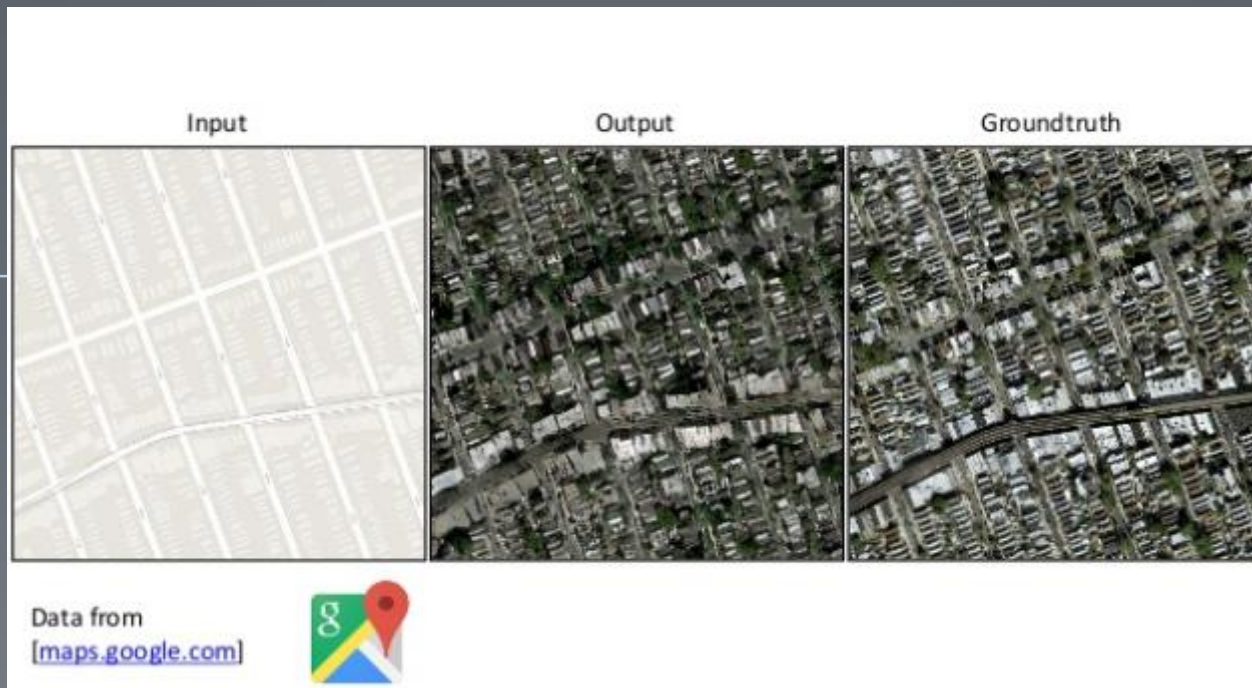 Input
Output
Groundtruth
Data from
[maps.google.com]
g